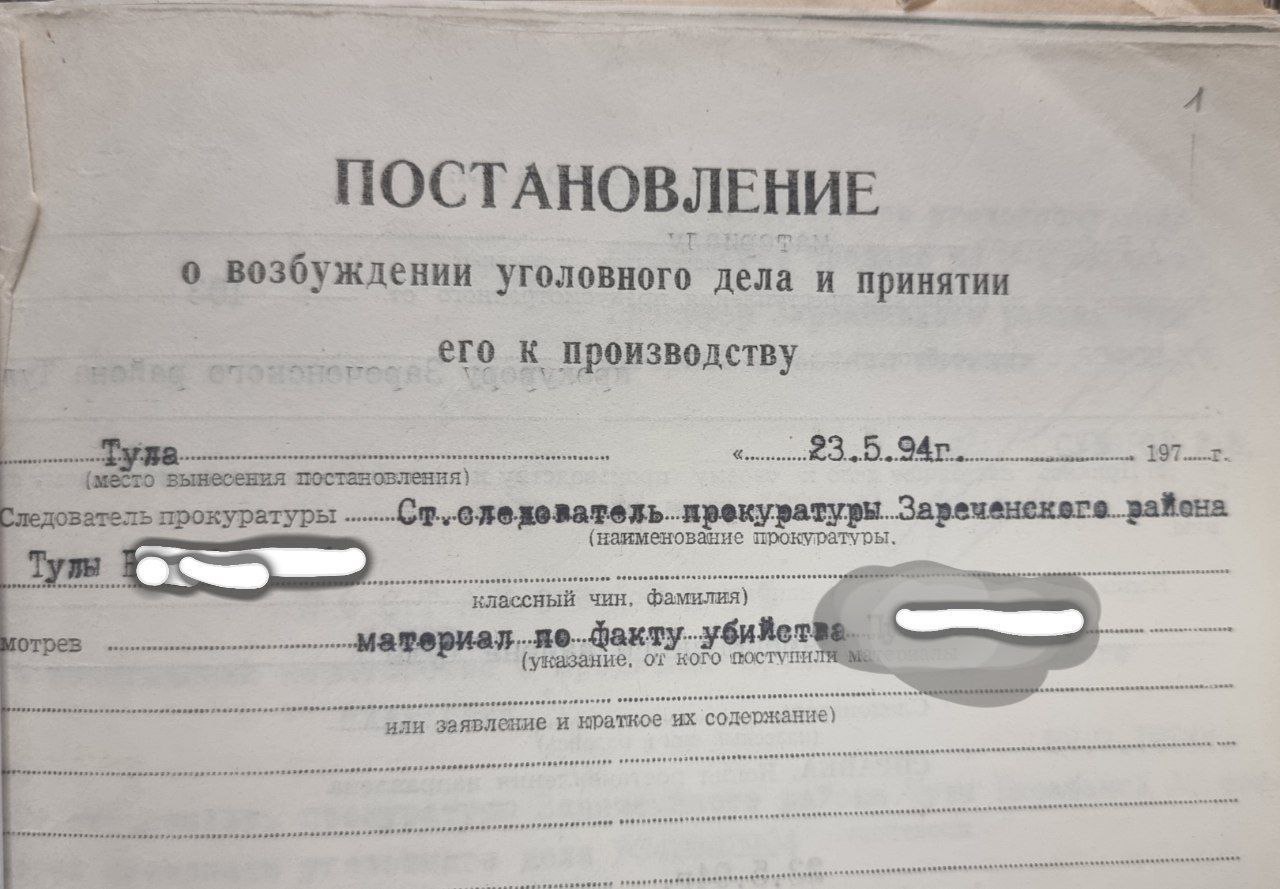 1
ПОСТАНОВЛЕНИЕ
о возбуждении уголовного дела и принятии
его к производству
Тула « 23.5.94г. 197 г.
(место вынесения постановления)
Следователь прокуратуры Ст.следователь прокуратуры Зареченского района
(наименование прокуратуры,
Тулы
классный чин, фамилия)
мотрев материал по факту убийства
(указание, от кого поступили материалы
или заявление и краткое их содержание)